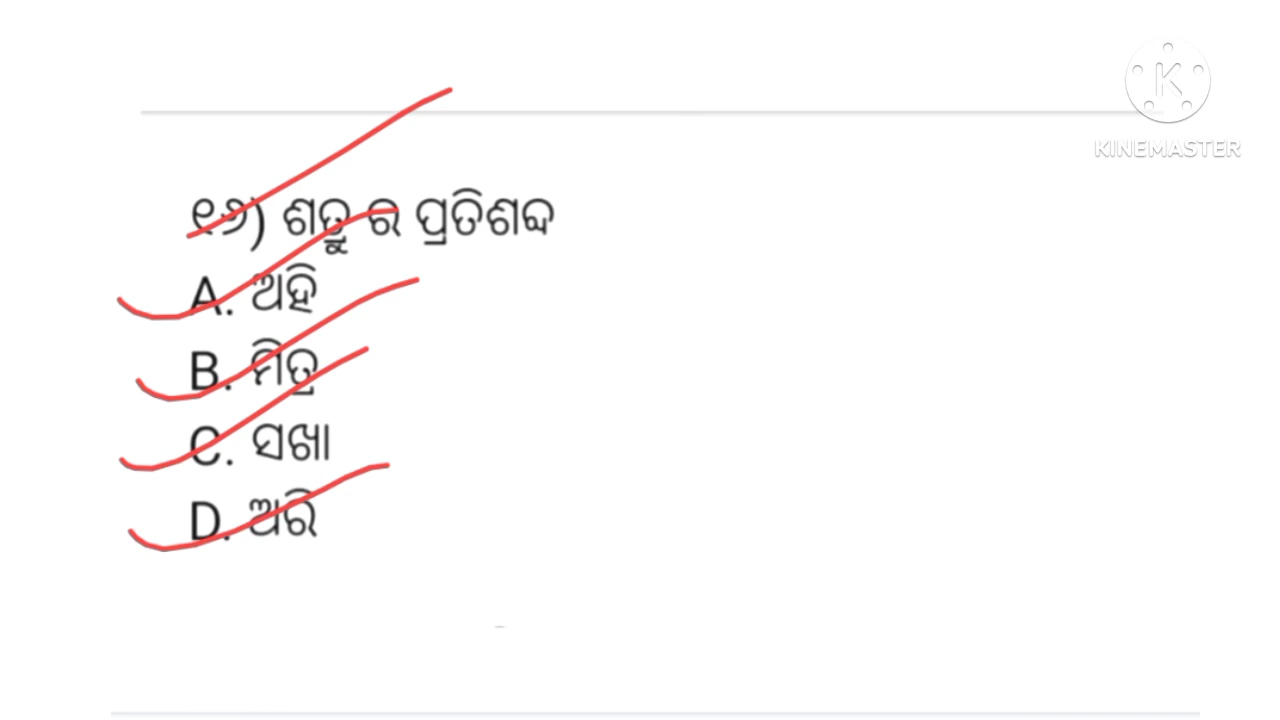 ୧୬) ଶତ୍ରୁ ର ପ୍ରତିଶବ୍ଦ
A. ଅହି
B. ମିତ୍ର
C. ସଖା
D. ଅରି
K
KINEMASTER